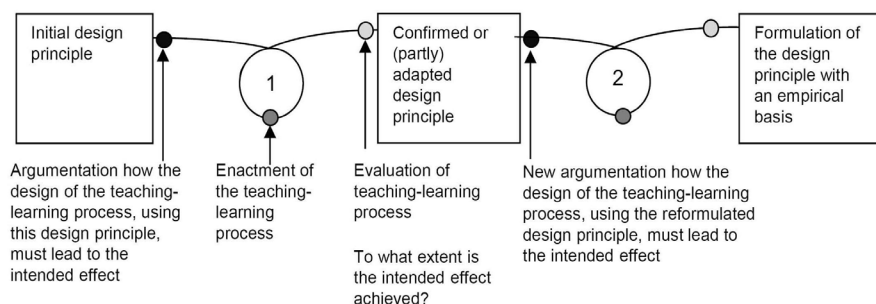 Initial design
principle
1
Confirmed or
(partly)
adapted
design
principle
2
Formulation of
the design
principle with
an empirical
basis
Argumentation how the
design of the teaching-
learning process, using
this design principle,
must lead to the
intended effect
Enactment of
the teaching-
learning
process
Evaluation of
teaching-learning
process
To what extent is
the intended effect
achieved?
New argumentation how the
design of the teaching-learning
process, using the reformulated
design principle, must lead to
the intended effect